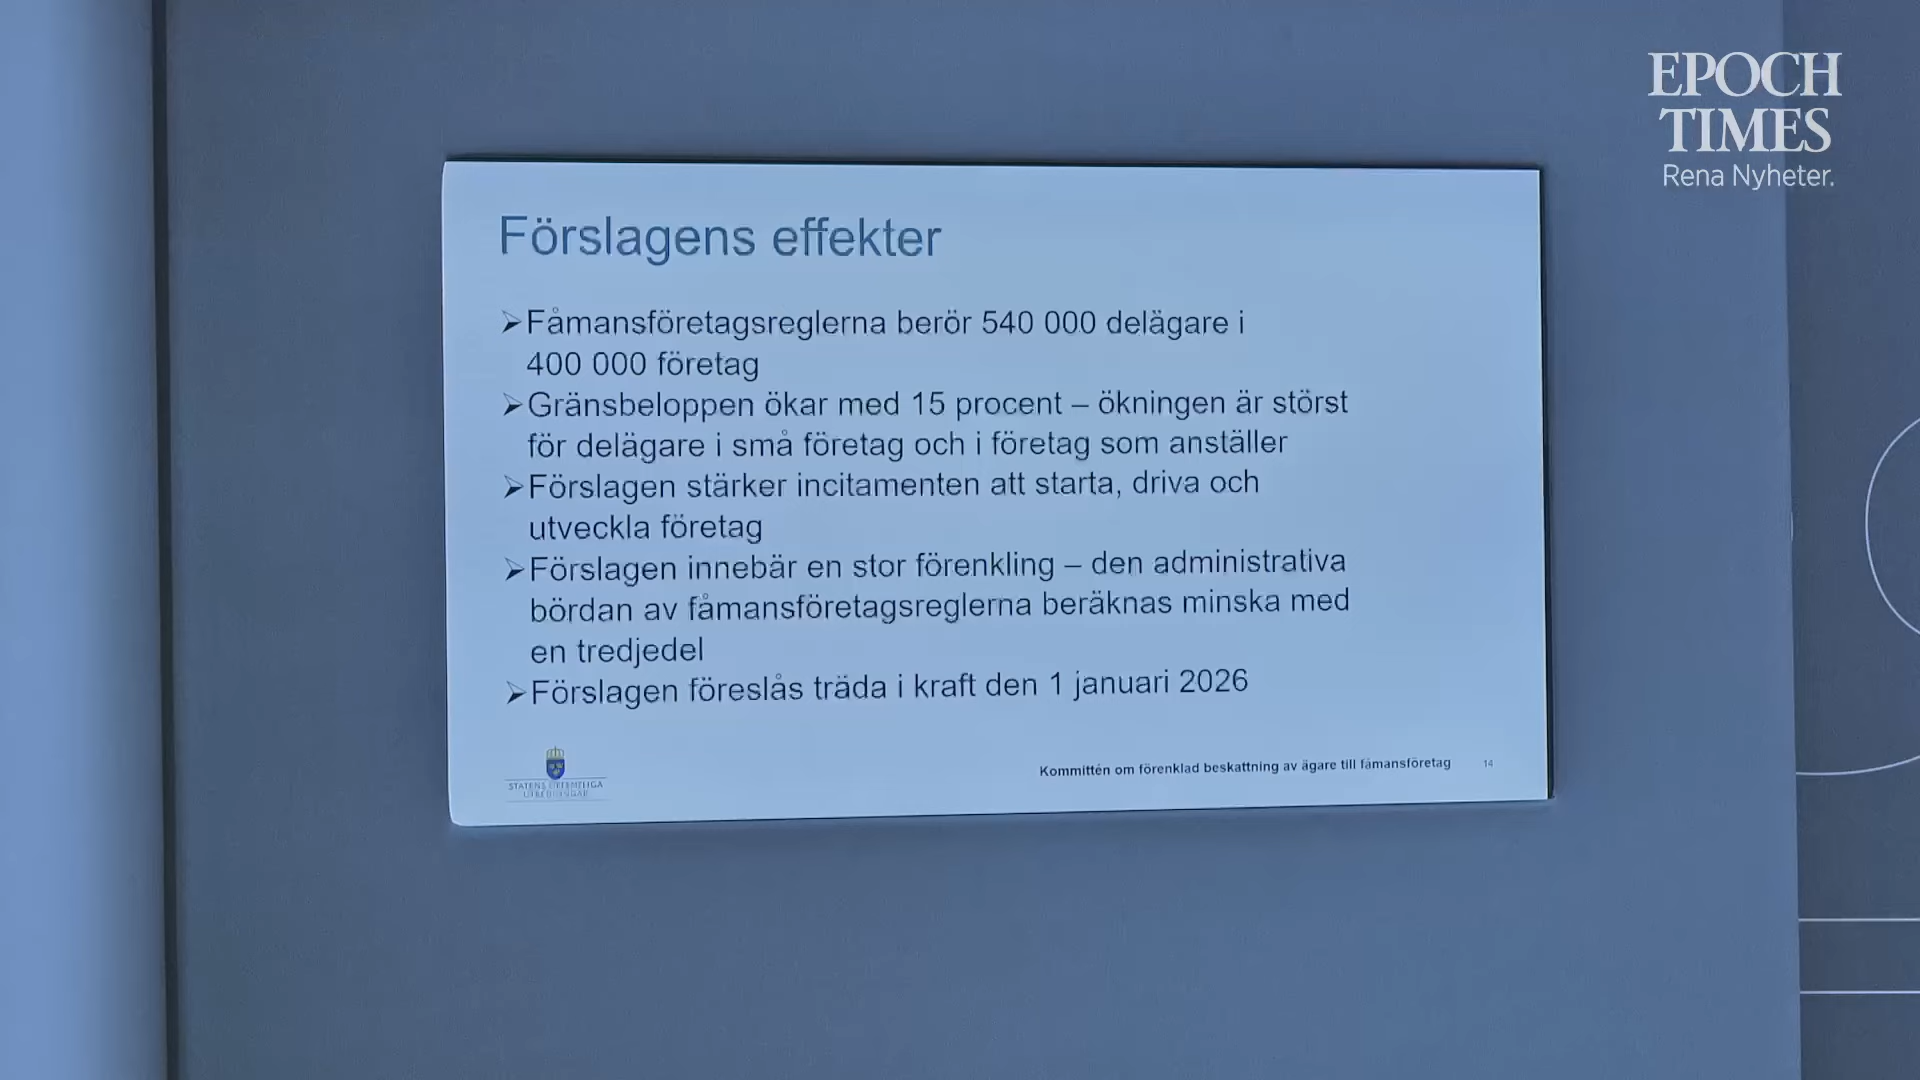 EPOCH
TIMES
Rena Nyheter.
Förslagens effekter
➢Fåmansföretagsreglerna berör 540 000 delägare i
400 000 företag
➢Gränsbeloppen ökar med 15 procent – ökningen är störst
för delägare i små företag och i företag som anställer
➢Förslagen stärker incitamenten att starta, driva och
utveckla företag
➢Förslagen innebär en stor förenkling – den administrativa
bördan av fåmansföretagsreglerna beräknas minska med
en tredjedel
➢Förslagen föreslås träda i kraft den 1 januari 2026
STATENS OFFENTLIGA
UTREDNINGAR
Kommittén om förenklad beskattning av ägare till fåmansföretag 14